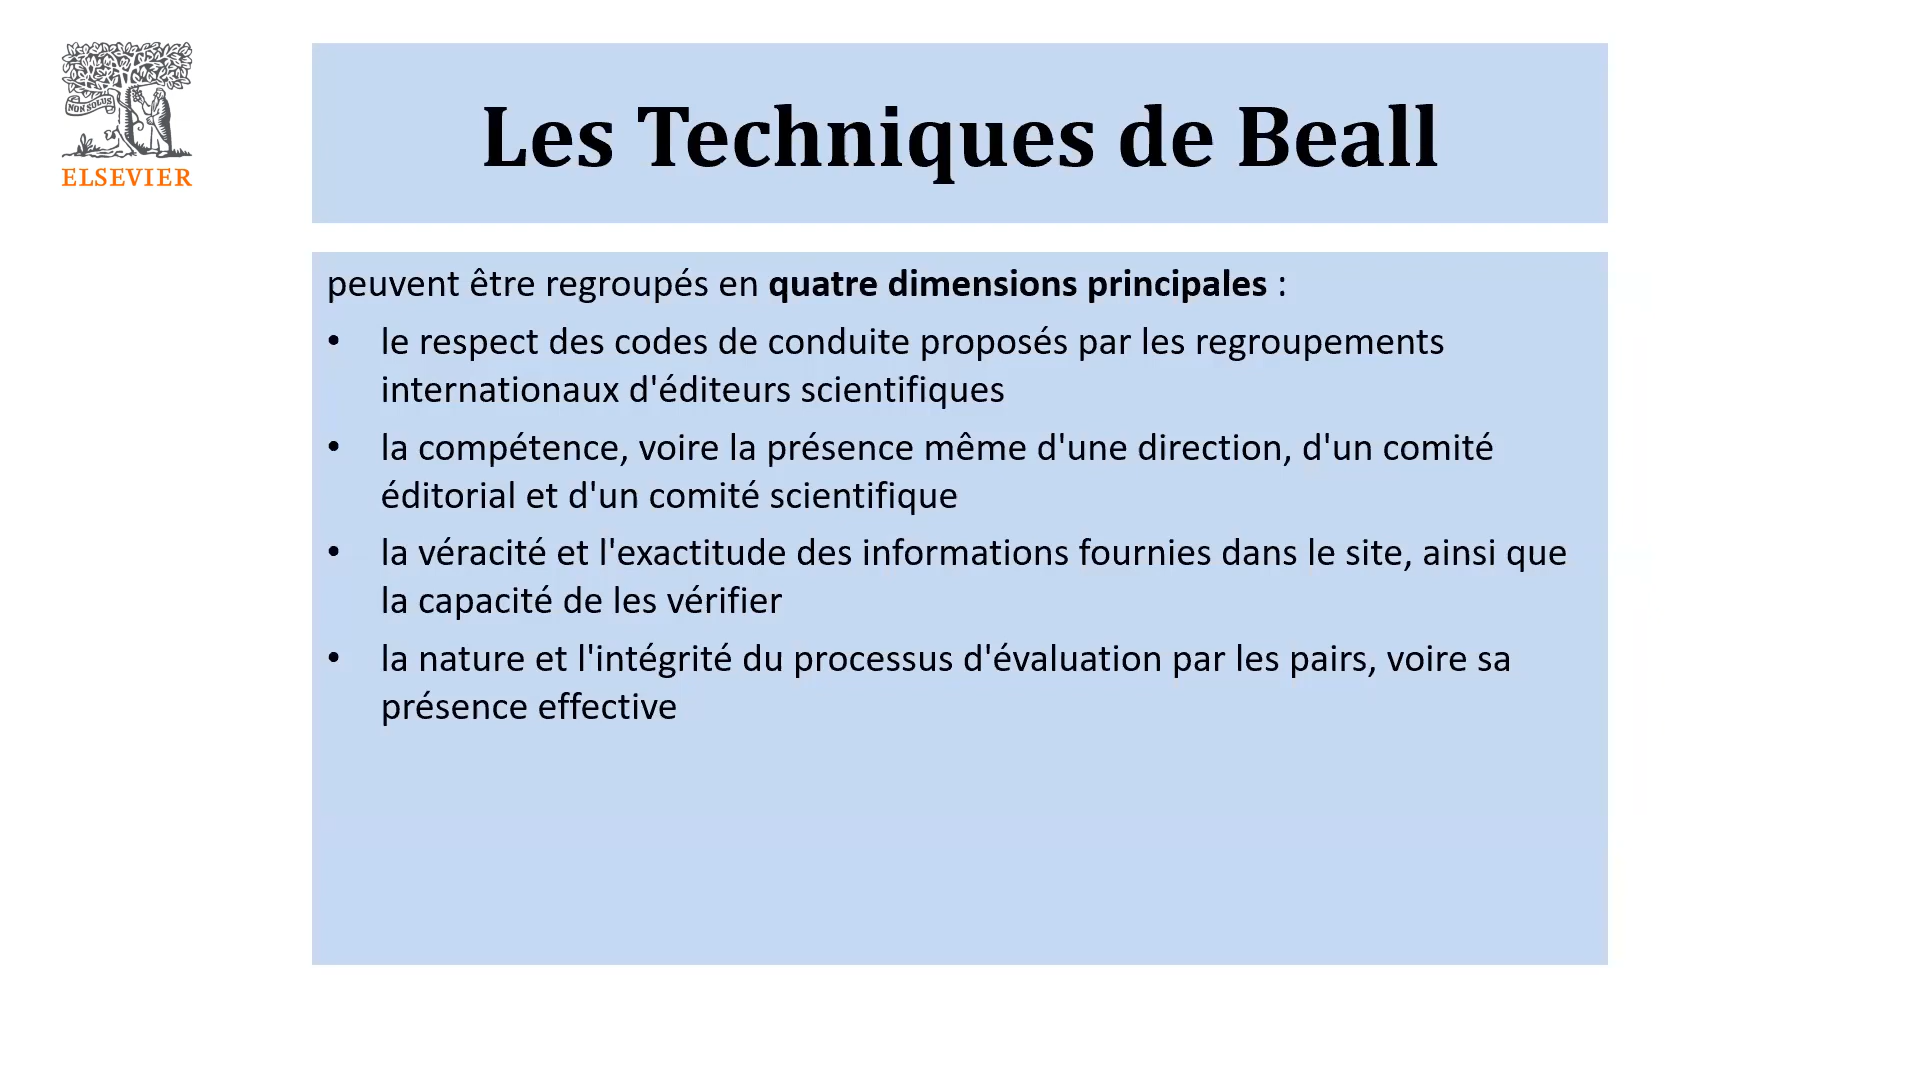 NON SOLUS
ELSEVIER
Les Techniques de Beall
peuvent être regroupés en quatre dimensions principales :
• le respect des codes de conduite proposés par les regroupements
internationaux d'éditeurs scientifiques
• la compétence, voire la présence même d'une direction, d'un comité
éditorial et d'un comité scientifique
• la véracité et l'exactitude des informations fournies dans le site, ainsi que
la capacité de les vérifier
• la nature et l'intégrité du processus d'évaluation par les pairs, voire sa
présence effective